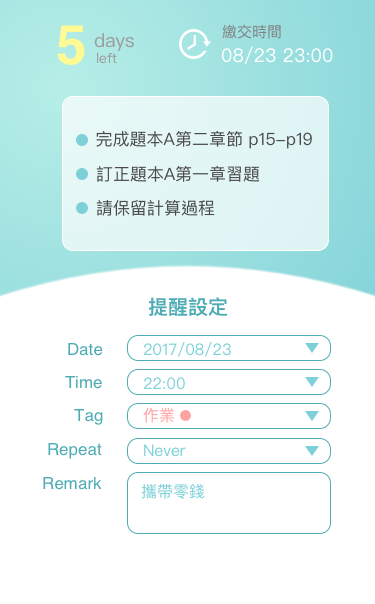 5 days left
繳交時間
08/23 23:00
完成題本A第二章節 p15-p19
訂正題本A第一章習題
請保留計算過程
提醒設定
Date 2017/08/23
Time 22:00
Tag 作業
Repeat Never
Remark 攜帶零錢